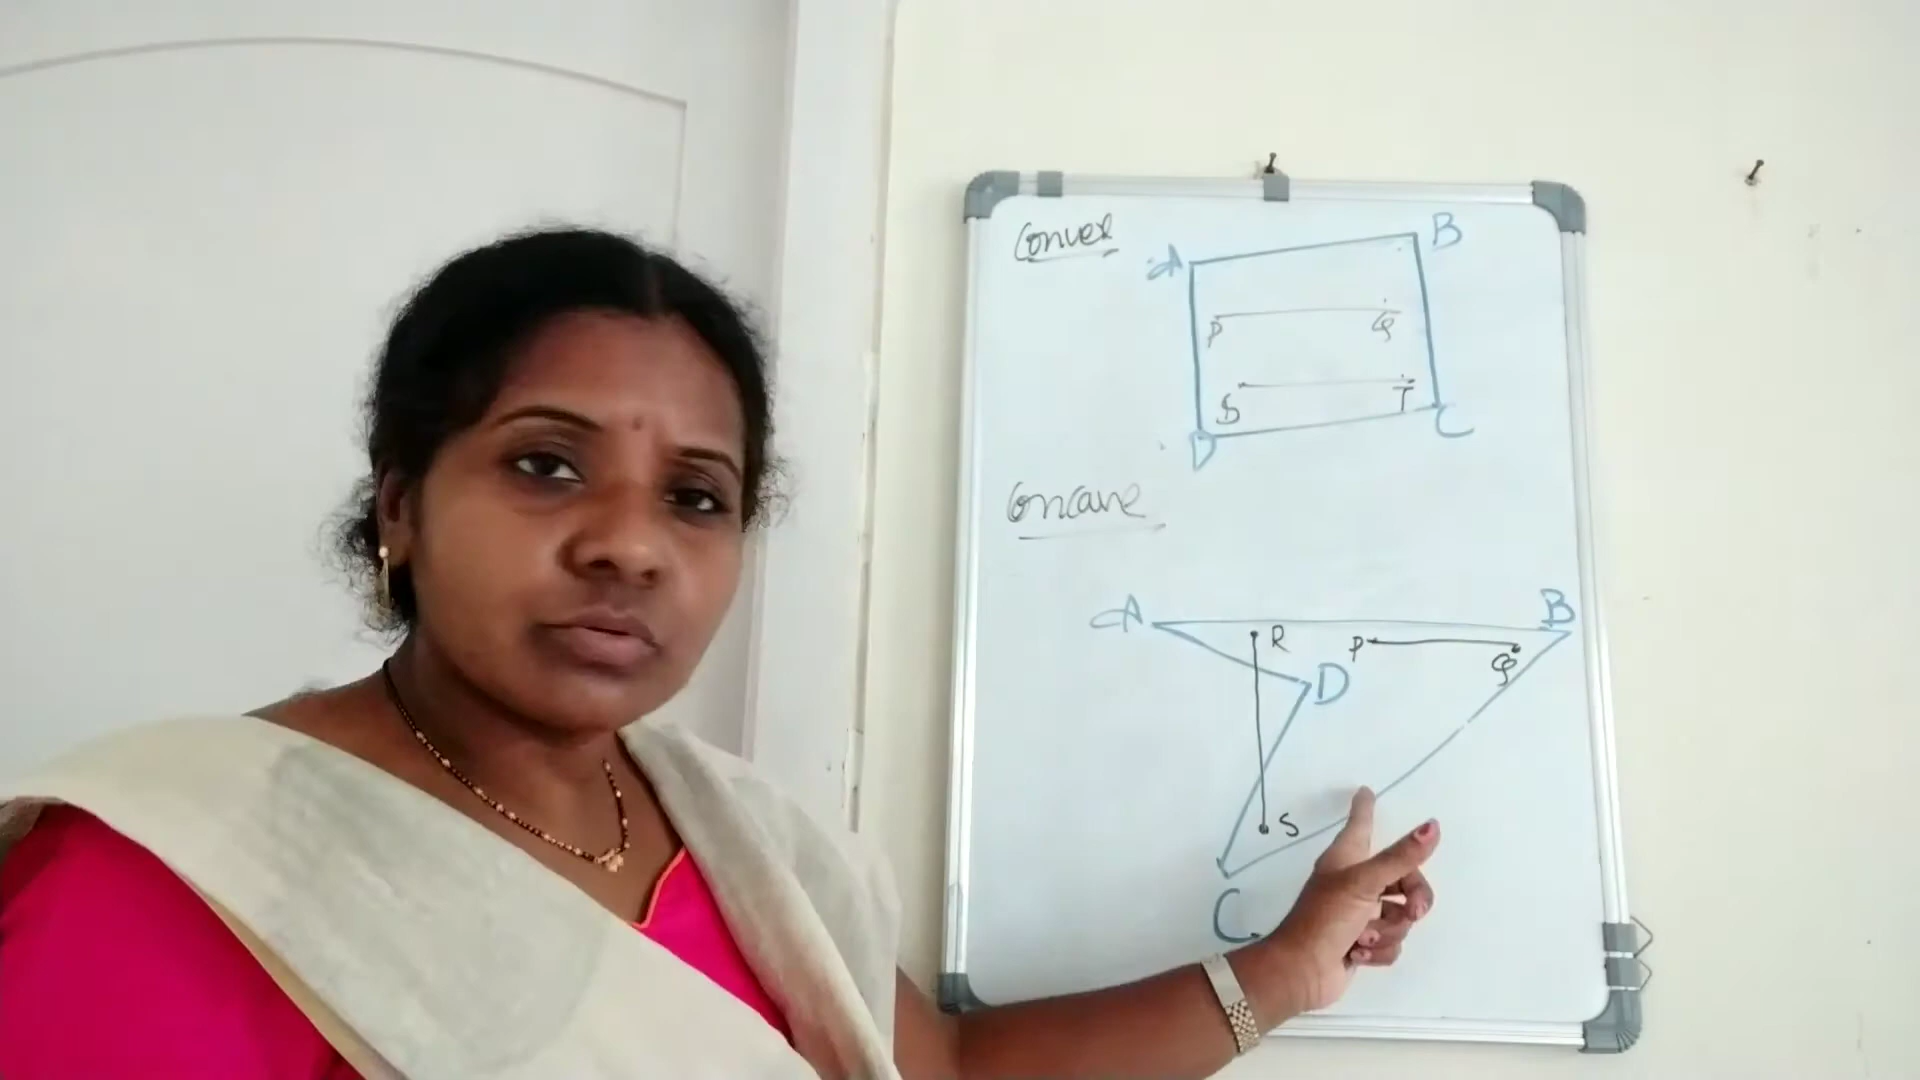 Convex
A B
P Q
S T
D C
Concave
A B
R P Q
D
S
C